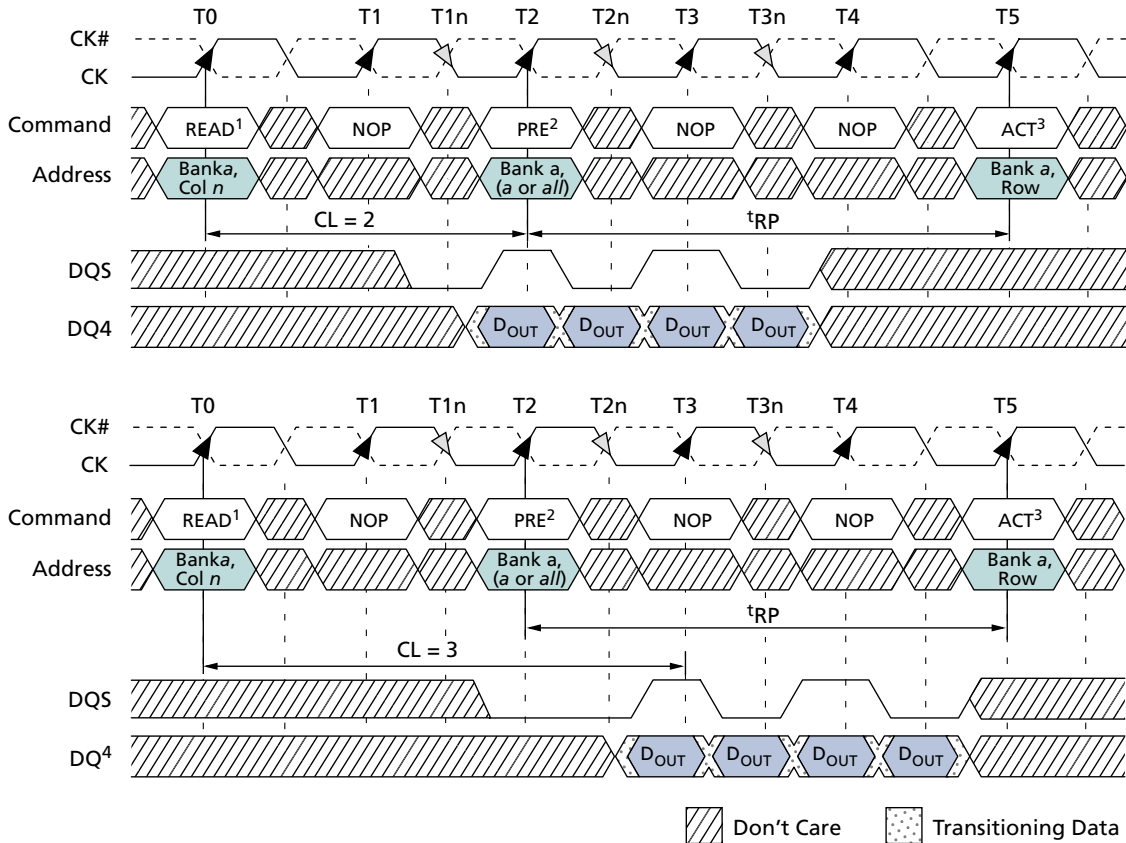 T0 T1 T1n T2 T2n T3 T3n T4 T5
CK#
CK
Command READ¹ NOP PRE² NOP NOP ACT³
Address Banka, Col n Bank a, (a or all) Bank a, Row
CL = 2 ᵗRP
DQS
DQ4 DOUT DOUT DOUT DOUT
T0 T1 T1n T2 T2n T3 T3n T4 T5
CK#
CK
Command READ¹ NOP PRE² NOP NOP ACT³
Address Banka, Col n Bank a, (a or all) Bank a, Row
ᵗRP
CL = 3
DQS
DQ⁴ DOUT DOUT DOUT DOUT
Don't Care Transitioning Data